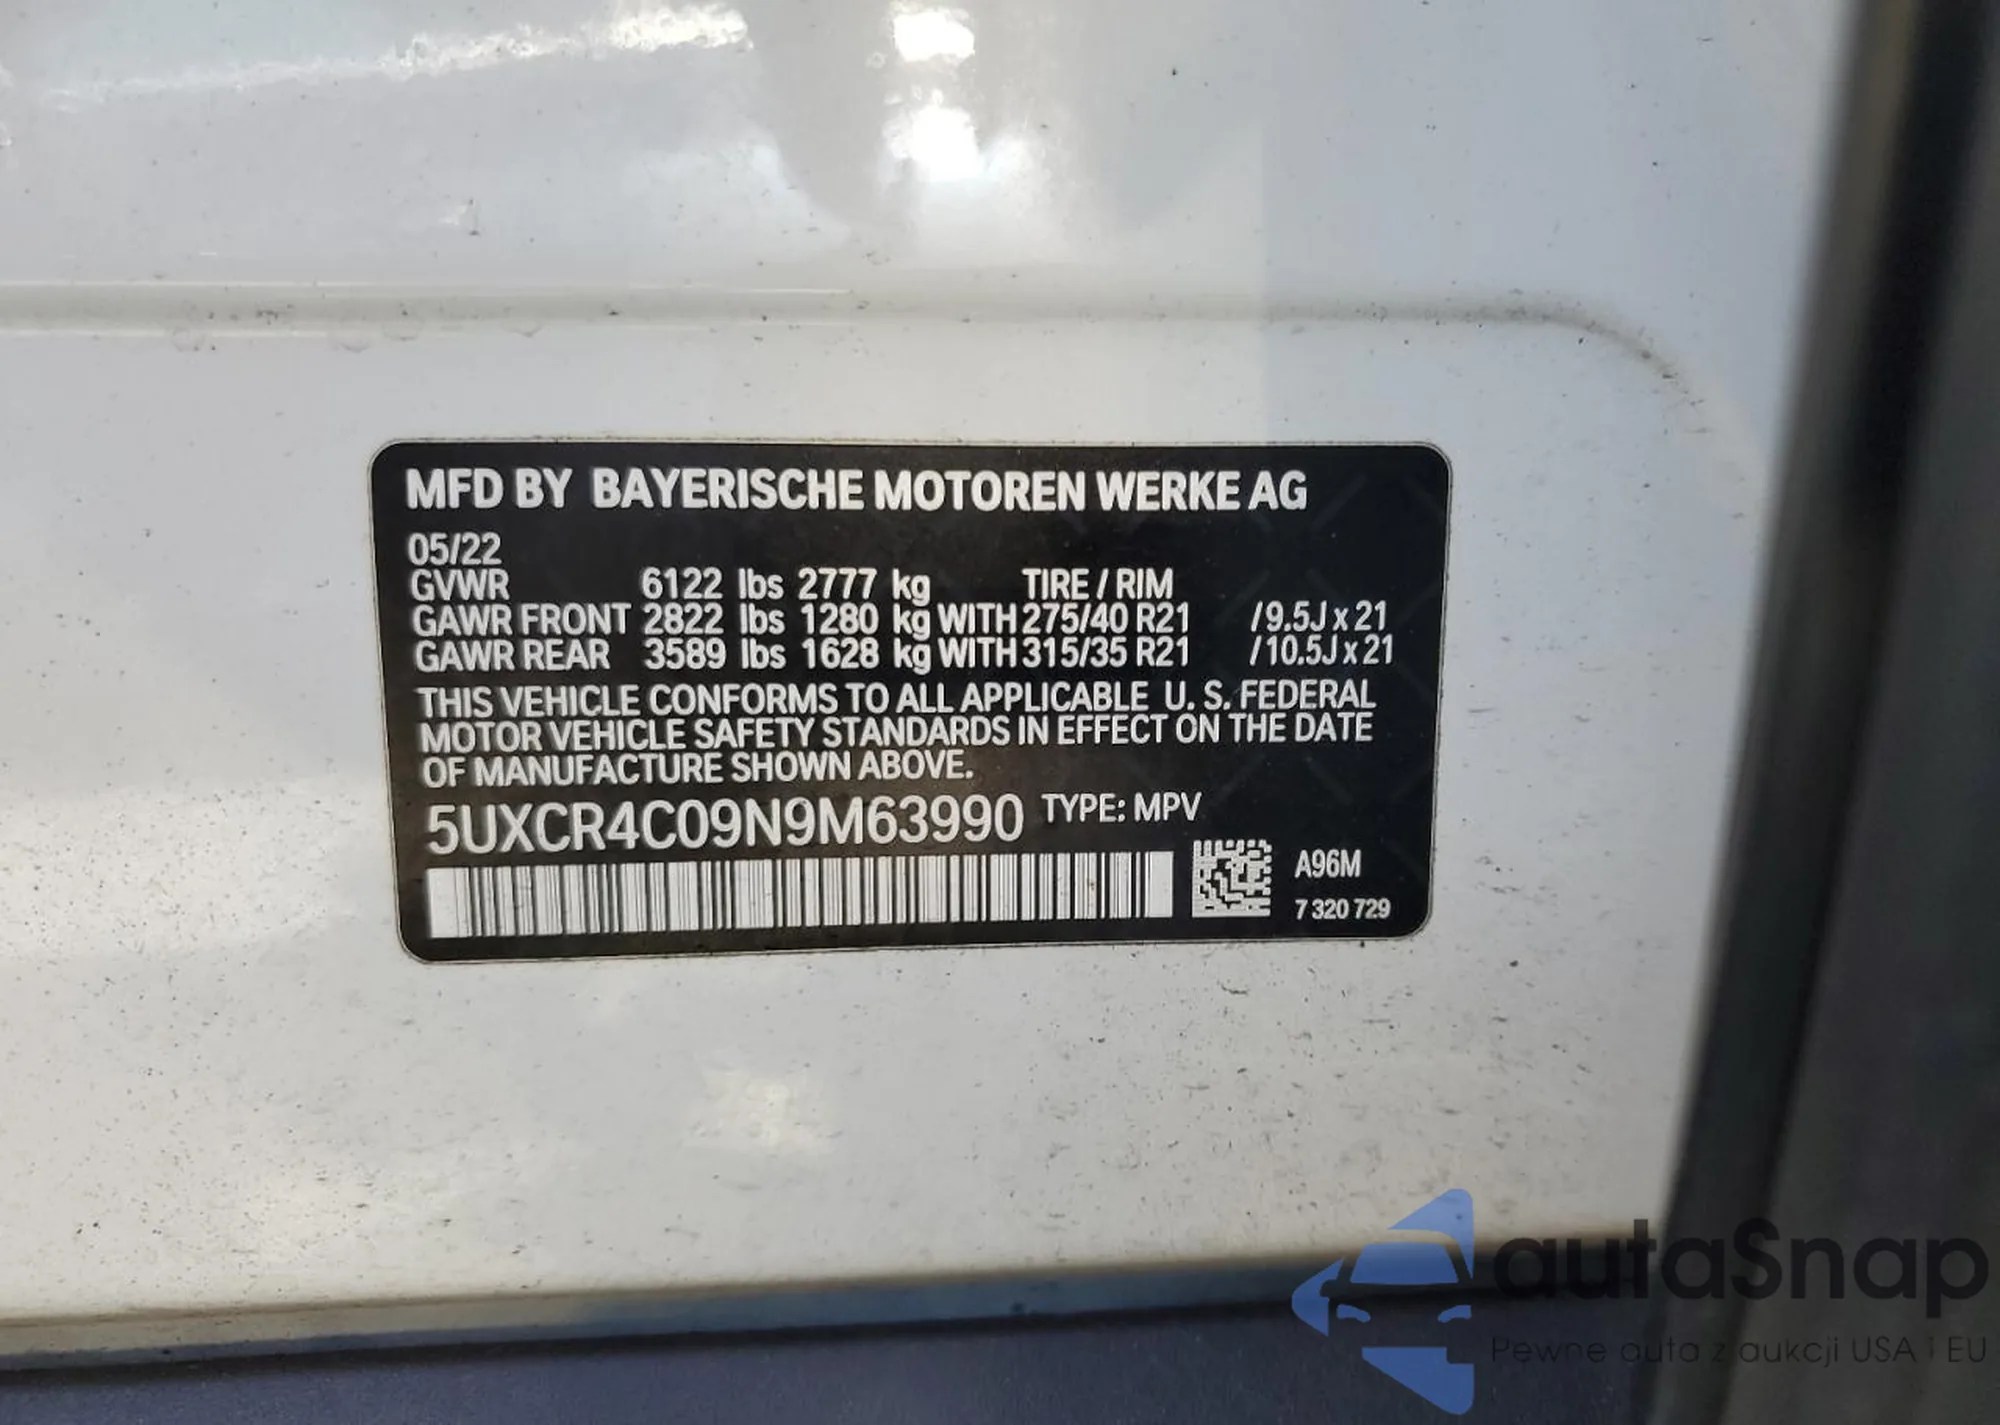 MFD BY BAYERISCHE MOTOREN WERKE AG
05/22
GVWR 6122 lbs 2777 kg TIRE / RIM
GAWR FRONT 2822 lbs 1280 kg WITH 275/40 R21 /9.5J x 21
GAWR REAR 3589 lbs 1628 kg WITH 315/35 R21 /10.5J x 21
THIS VEHICLE CONFORMS TO ALL APPLICABLE U. S. FEDERAL
MOTOR VEHICLE SAFETY STANDARDS IN EFFECT ON THE DATE
OF MANUFACTURE SHOWN ABOVE.
5UXCR4C09N9M63990 TYPE: MPV
A96M
7 320 729
autaSnap
Pewne auta z aukcji USA i EU